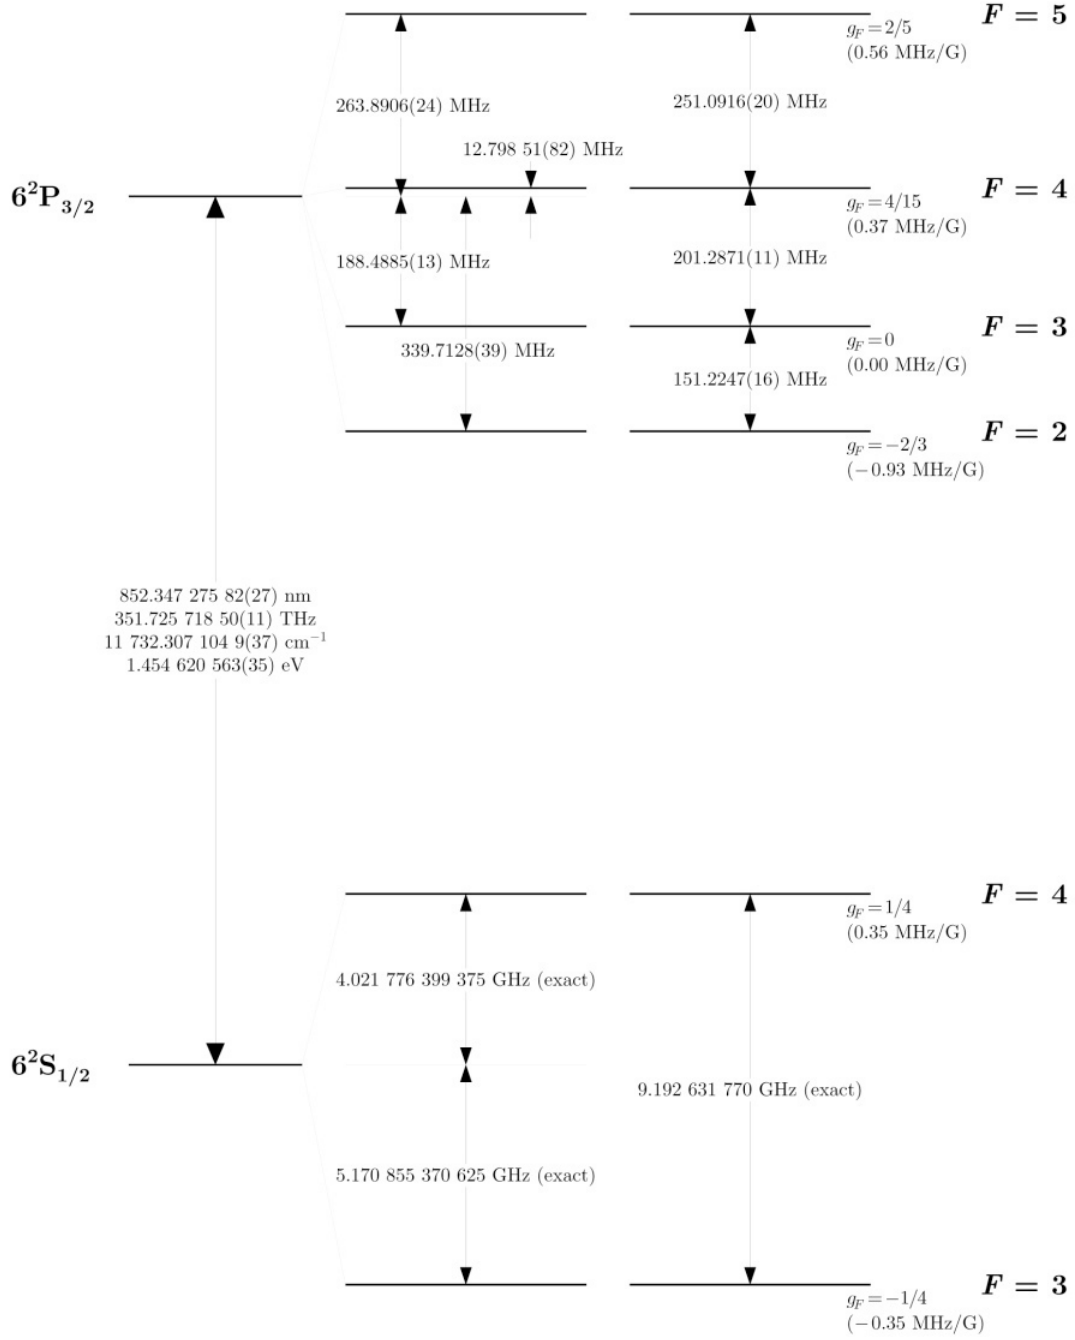 F = 5
g_F = 2/5
(0.56 MHz/G)
263.8906(24) MHz
251.0916(20) MHz
12.798 51(82) MHz
6²P₃/₂
F = 4
g_F = 4/15
(0.37 MHz/G)
188.4885(13) MHz
201.2871(11) MHz
F = 3
g_F = 0
(0.00 MHz/G)
339.7128(39) MHz
151.2247(16) MHz
F = 2
g_F = −2/3
(−0.93 MHz/G)
852.347 275 82(27) nm
351.725 718 50(11) THz
11 732.307 104 9(37) cm⁻¹
1.454 620 563(35) eV
F = 4
g_F = 1/4
(0.35 MHz/G)
4.021 776 399 375 GHz (exact)
6²S₁/₂
9.192 631 770 GHz (exact)
5.170 855 370 625 GHz (exact)
F = 3
g_F = −1/4
(−0.35 MHz/G)